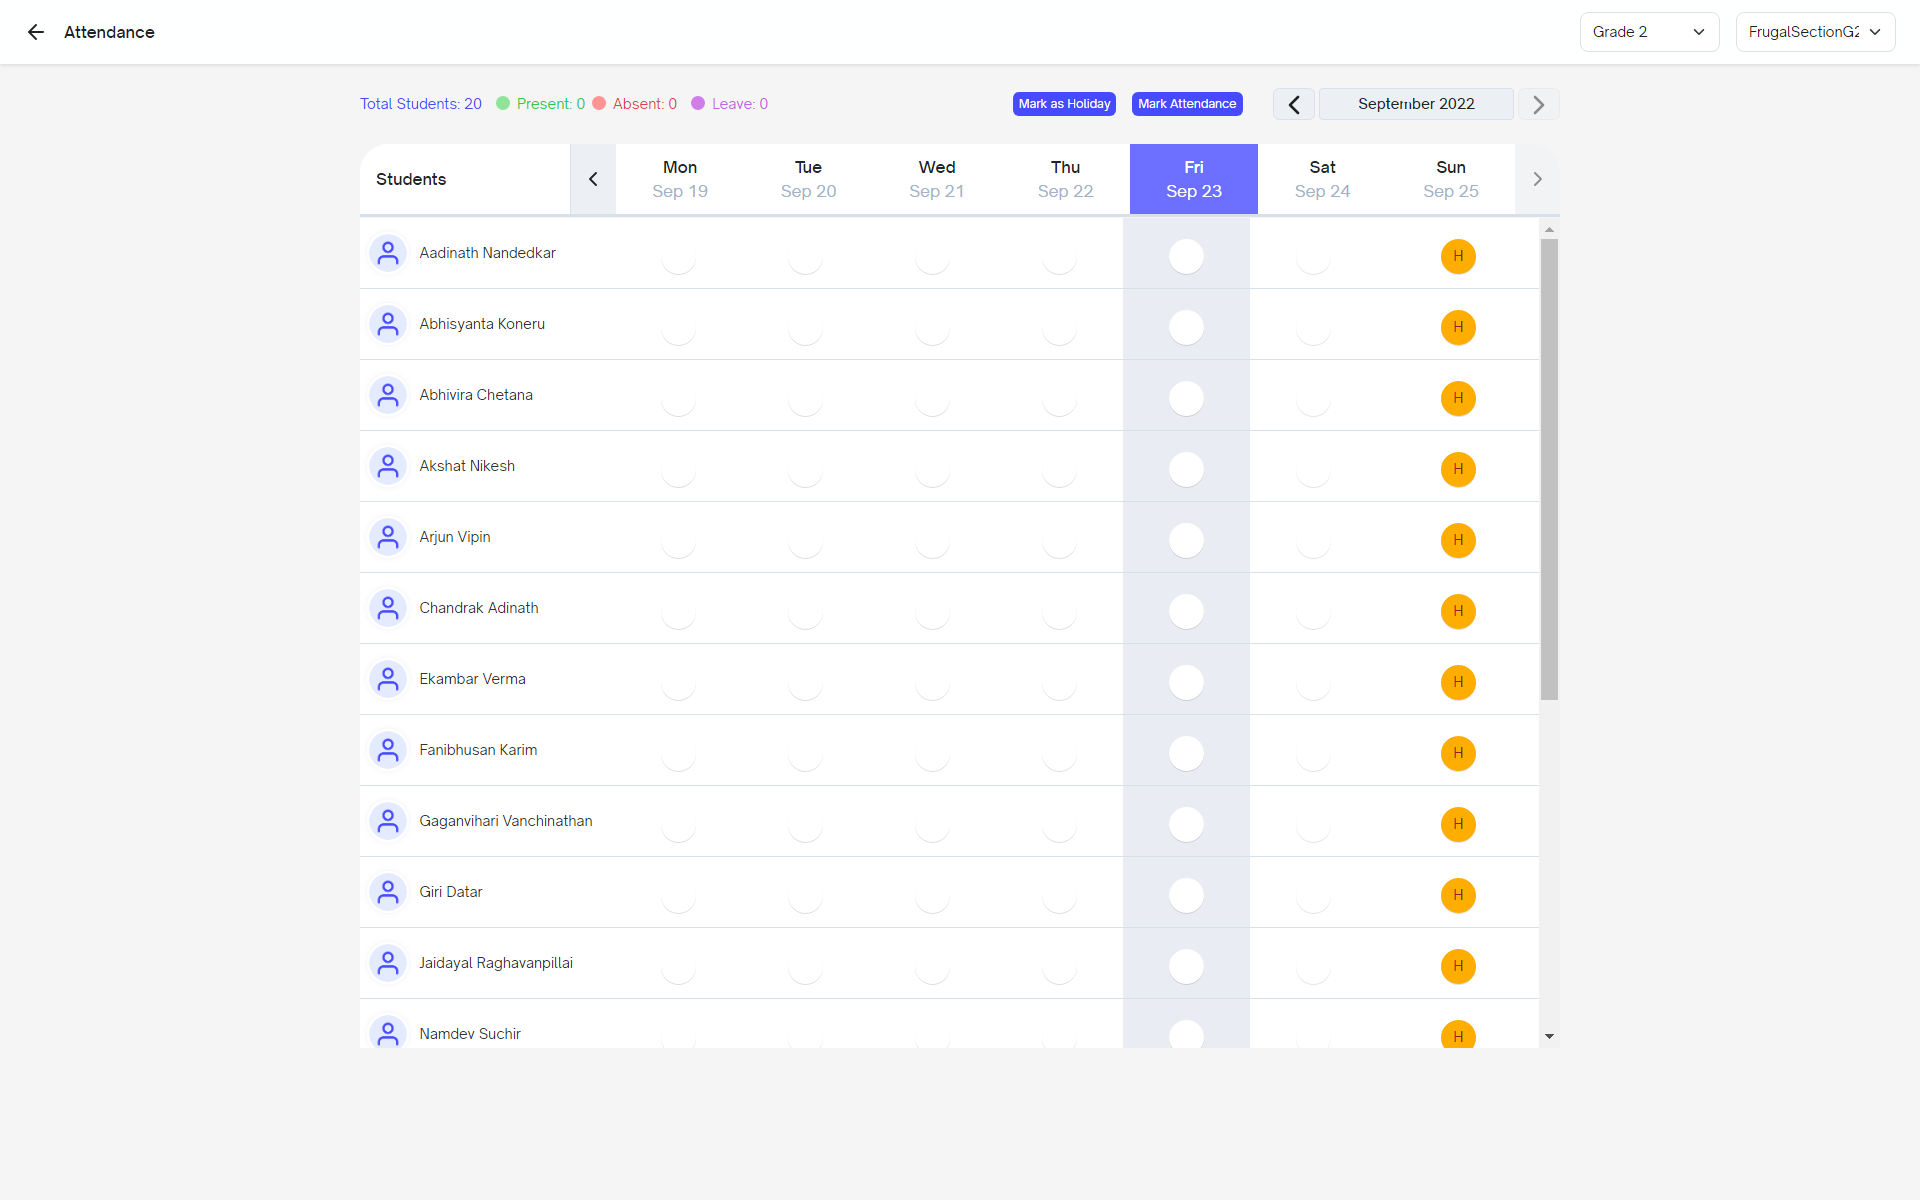 Attendance
Grade 2
FrugalSectionG2
Total Students: 20 Present: 0 Absent: 0 Leave: 0
Mark as Holiday
Mark Attendance
September 2022
Students
Mon Tue Wed Thu Fri Sat Sun
Sep 19 Sep 20 Sep 21 Sep 22 Sep 23 Sep 24 Sep 25
Aadinath Nandedkar H
Abhisyanta Koneru H
Abhivira Chetana H
Akshat Nikesh H
Arjun Vipin H
Chandrak Adinath H
Ekambar Verma H
Fanibhusan Karim H
Gaganvihari Vanchinathan H
Giri Datar H
Jaidayal Raghavanpillai H
Namdev Suchir H